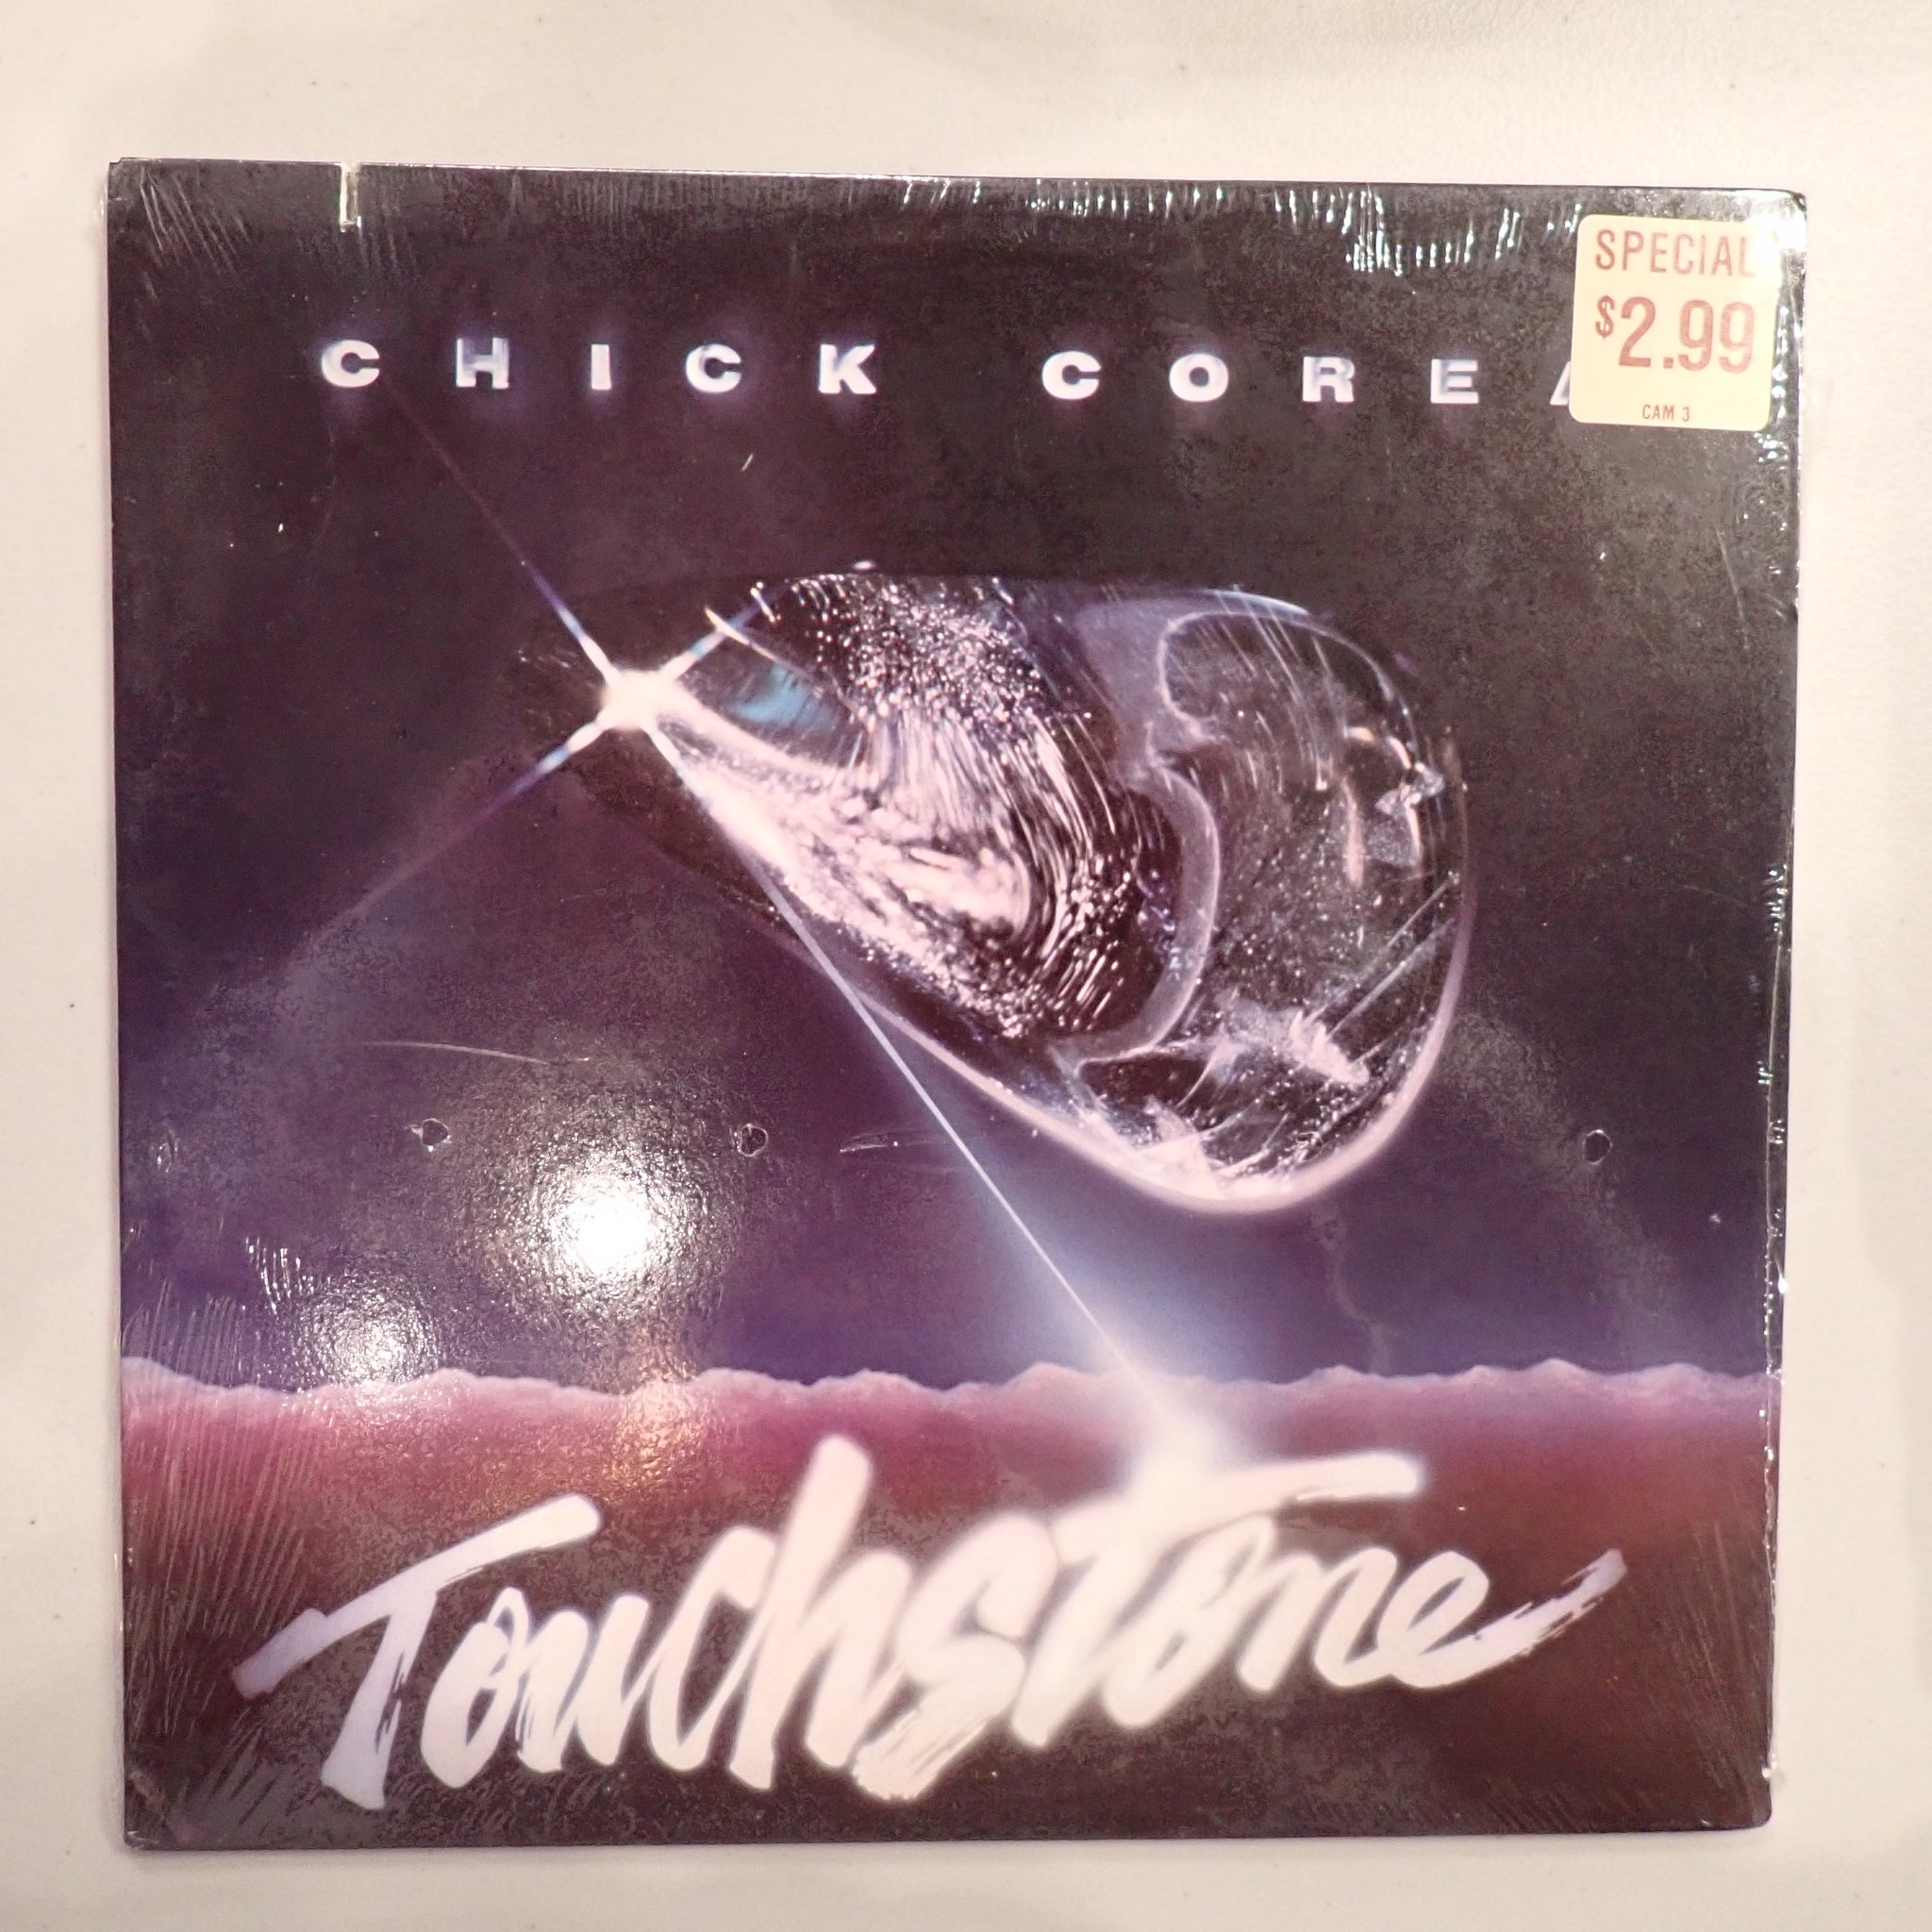 CHICK COREA
SPECIAL
$2.99
CAM 3
Touchstone